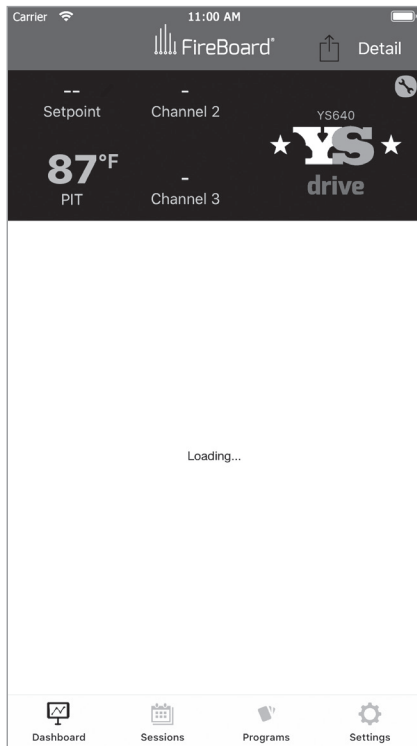 Carrier 11:00 AM
FireBoard® Detail
--
Setpoint
-
Channel 2
87°F
PIT
-
Channel 3
YS640
YS
drive
Loading...
Dashboard Sessions Programs Settings